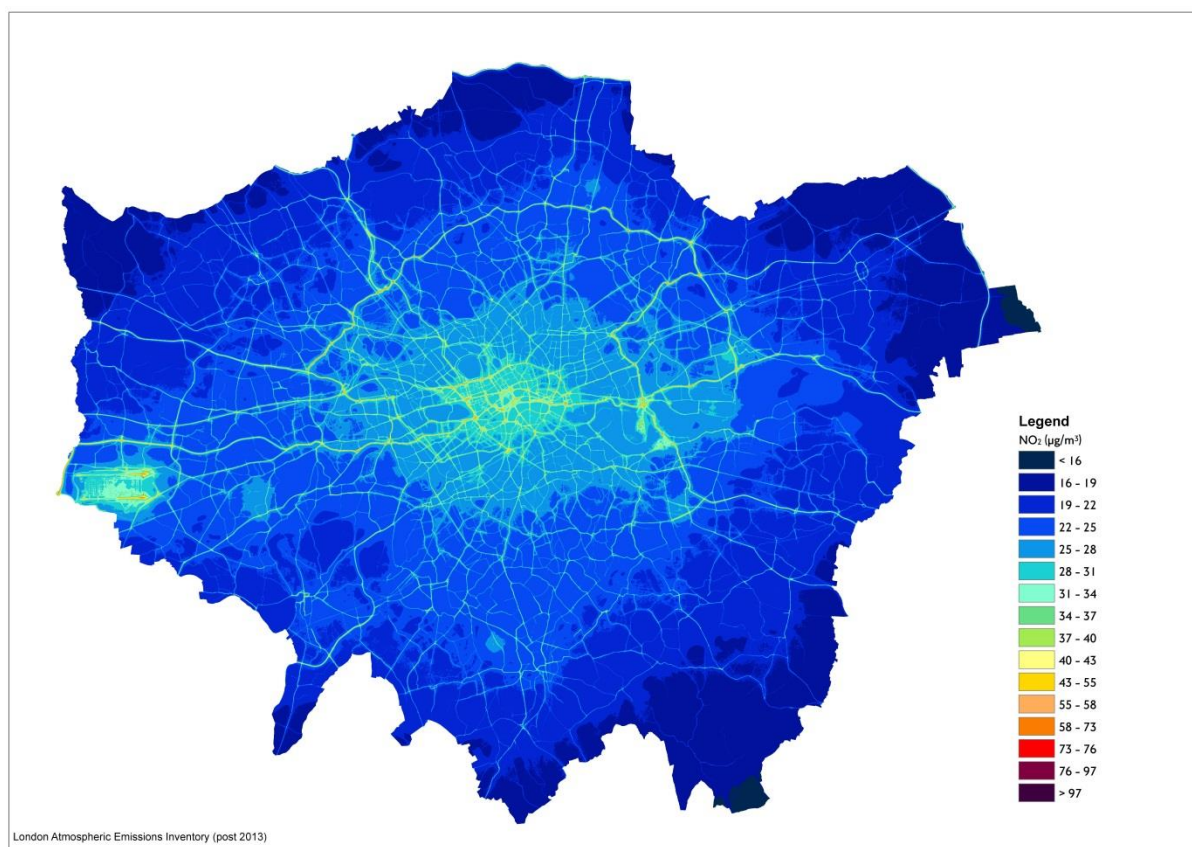 Legend
NO₂ (µg/m³)
< 16
16 - 19
19 - 22
22 - 25
25 - 28
28 - 31
31 - 34
34 - 37
37 - 40
40 - 43
43 - 55
55 - 58
58 - 73
73 - 76
76 - 97
> 97
London Atmospheric Emissions Inventory (post 2013)